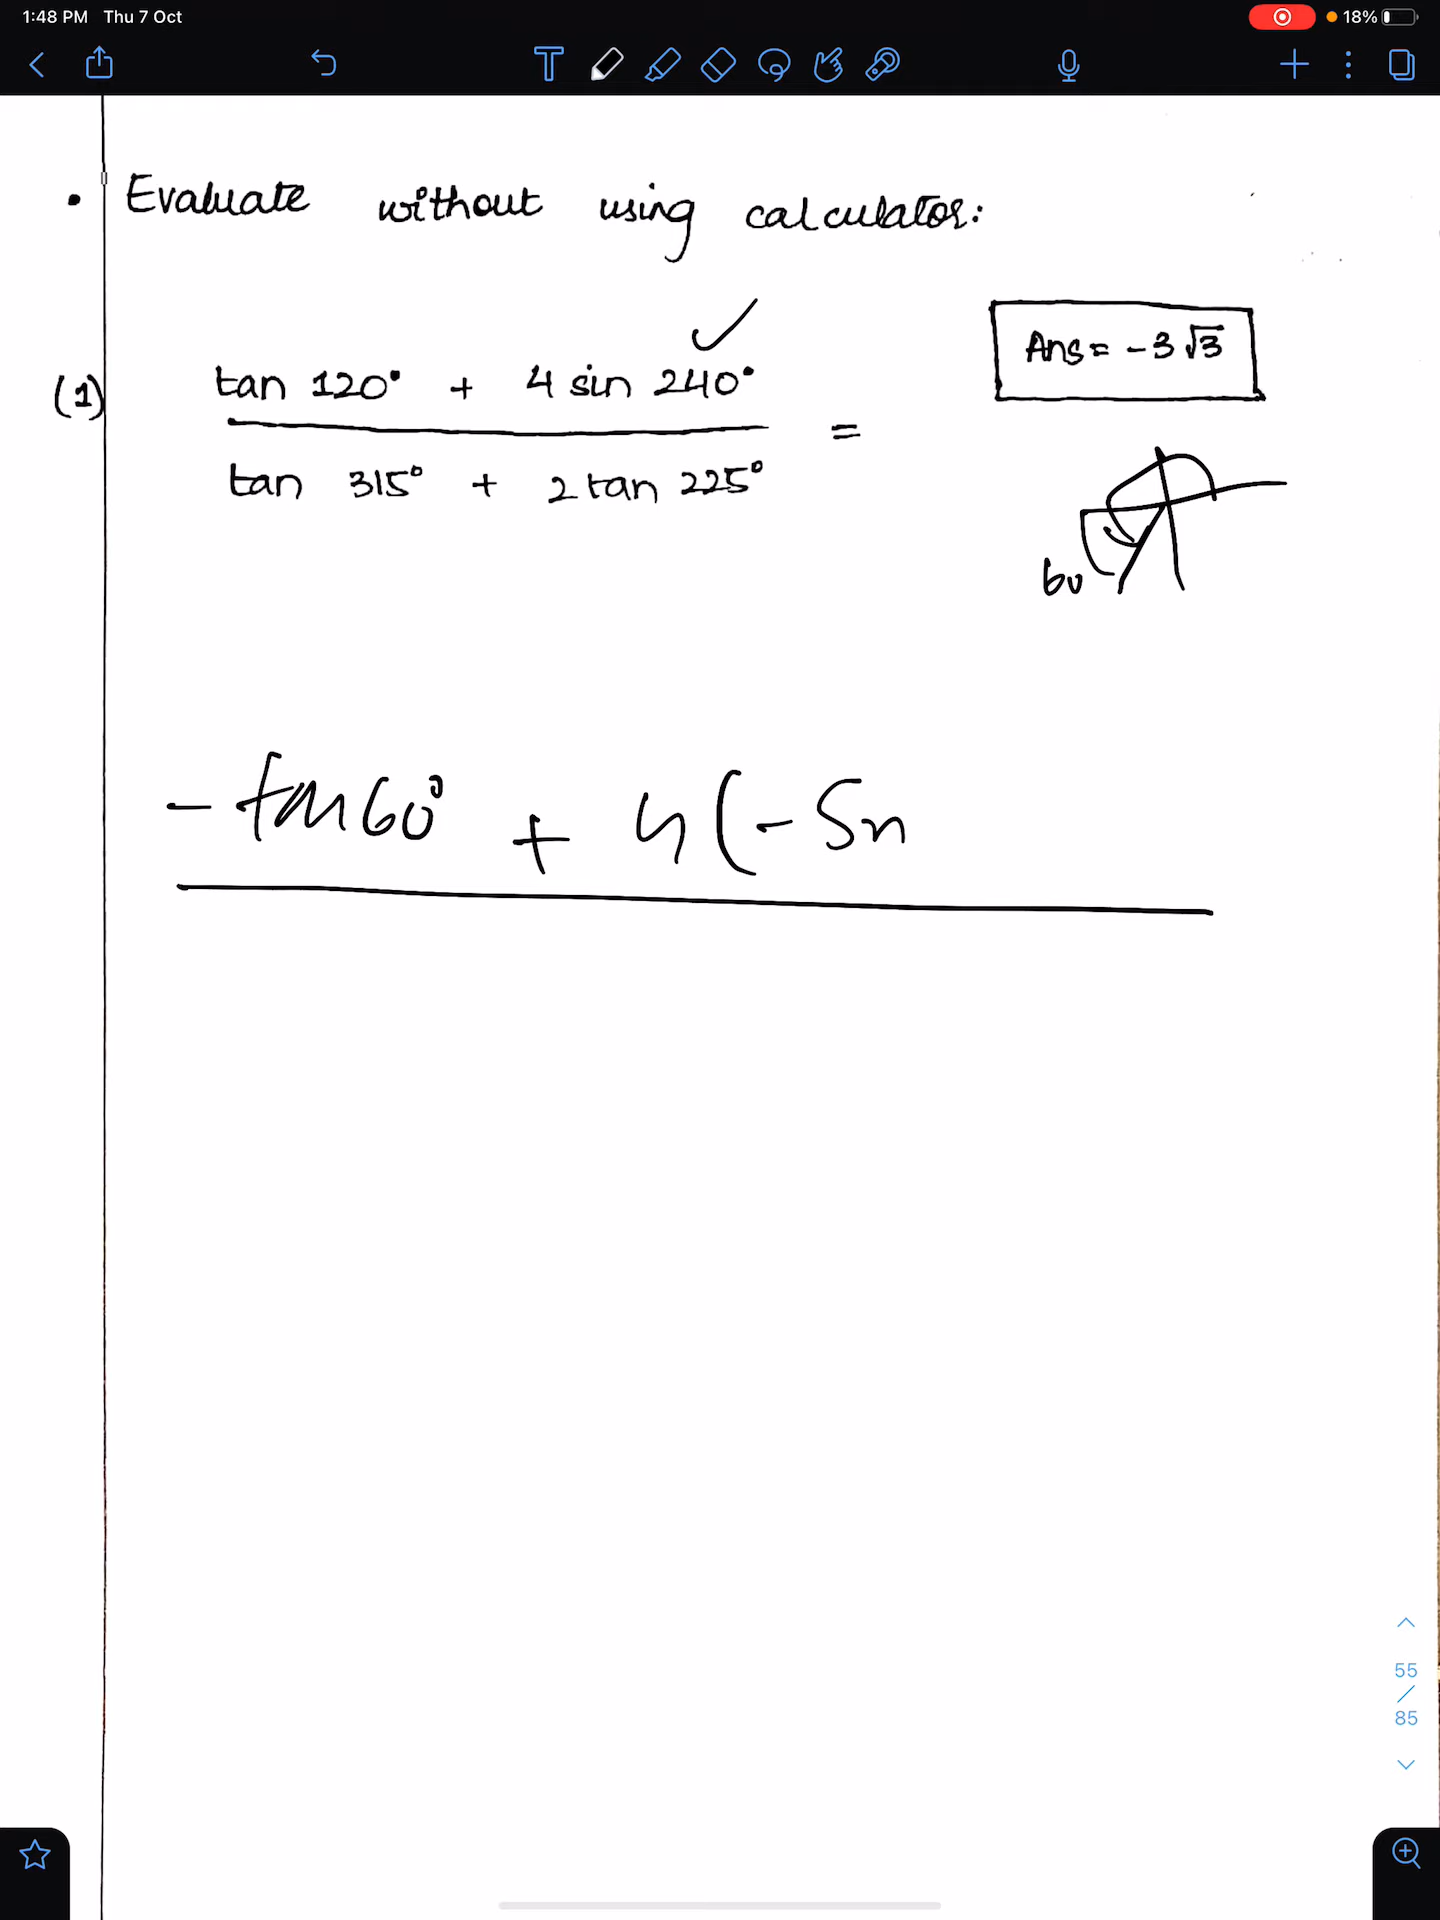 1:48 PM Thu 7 Oct
18%
T
• Evaluate without using calculator:
Ans = -3√3
(1) tan 120° + 4 sin 240°
=
tan 315° + 2 tan 225°
60
- tan 60° + 4 (- Sn
55
/
85